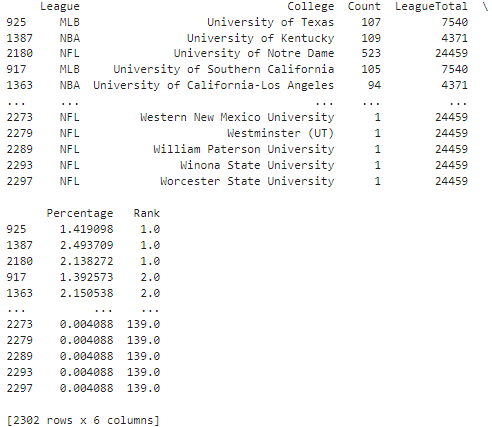 League College Count LeagueTotal \
925 MLB University of Texas 107 7540
1387 NBA University of Kentucky 109 4371
2180 NFL University of Notre Dame 523 24459
917 MLB University of Southern California 105 7540
1363 NBA University of California-Los Angeles 94 4371
... ... ... ... ...
2273 NFL Western New Mexico University 1 24459
2279 NFL Westminster (UT) 1 24459
2289 NFL William Paterson University 1 24459
2293 NFL Winona State University 1 24459
2297 NFL Worcester State University 1 24459
Percentage Rank
925 1.419098 1.0
1387 2.493709 1.0
2180 2.138272 1.0
917 1.392573 2.0
1363 2.150538 2.0
... ... ...
2273 0.004088 139.0
2279 0.004088 139.0
2289 0.004088 139.0
2293 0.004088 139.0
2297 0.004088 139.0
[2302 rows x 6 columns]